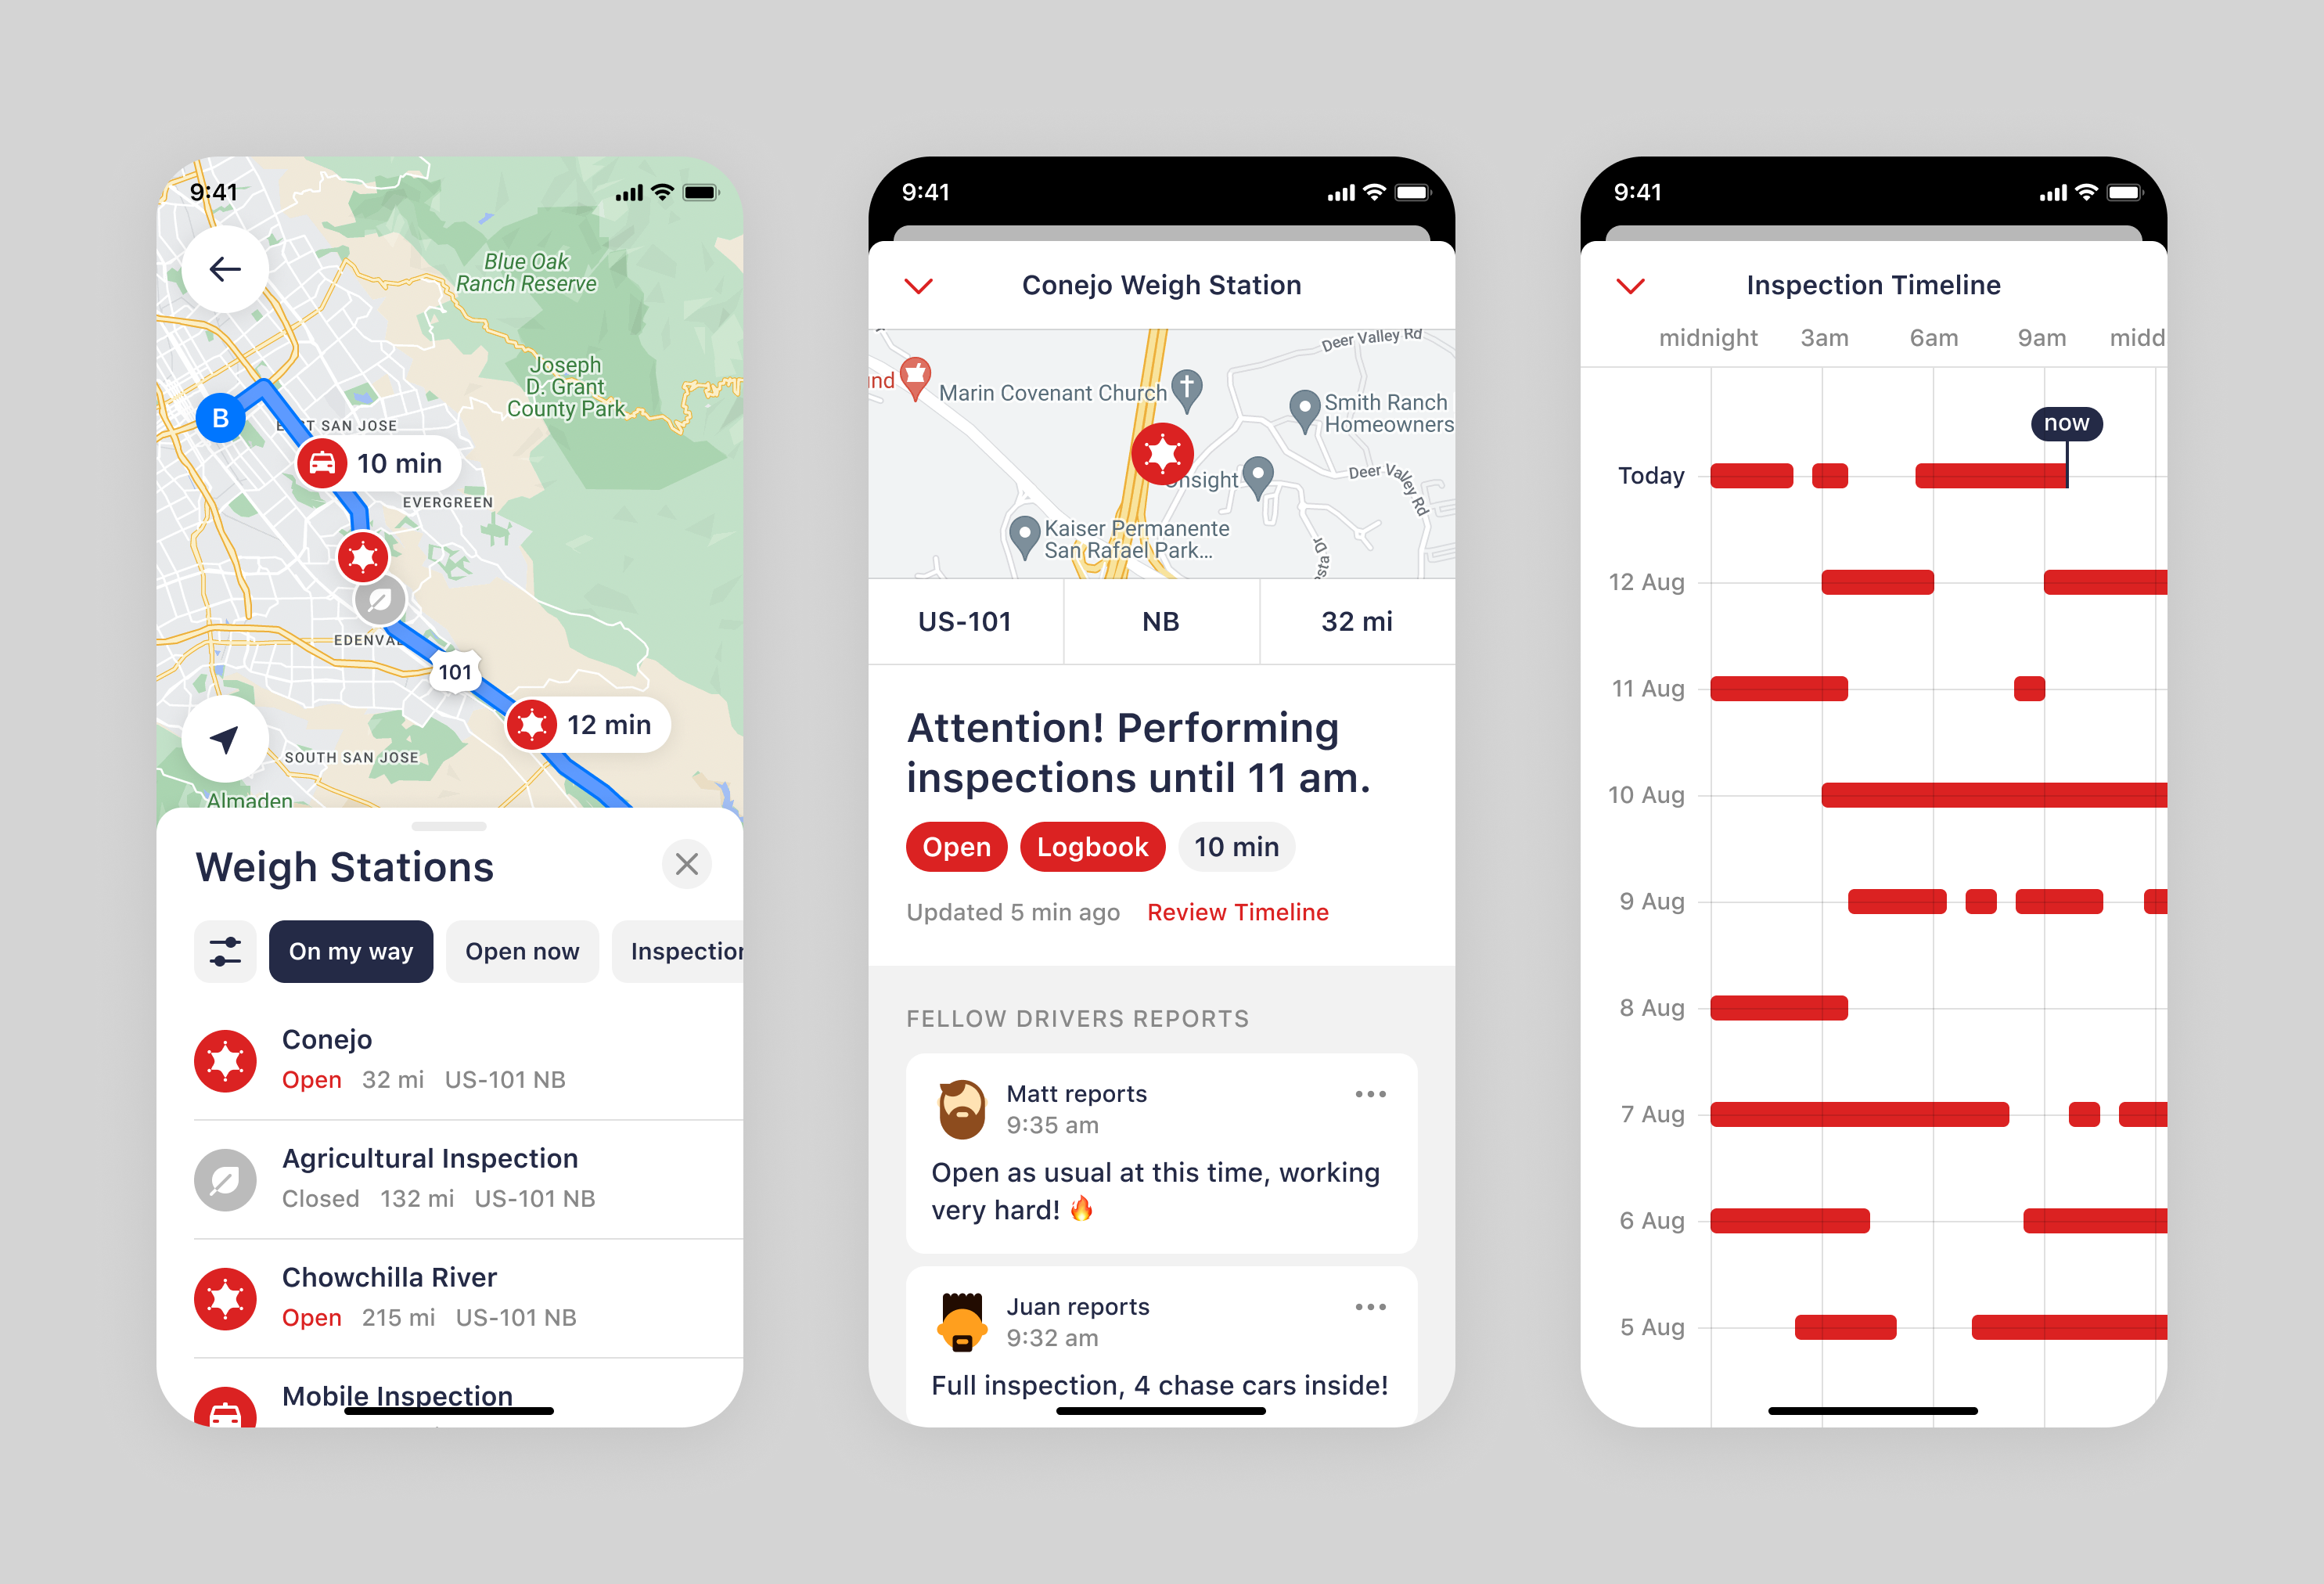 9:41
Blue Oak
Ranch Reserve
Joseph
D. Grant
County Park
B
EAST SAN JOSE
10 min
EVERGREEN
101
12 min
SOUTH SAN JOSE
Almaden
Weigh Stations
On my way
Open now
Inspection
Conejo
Open 32 mi US-101 NB
Agricultural Inspection
Closed 132 mi US-101 NB
Chowchilla River
Open 215 mi US-101 NB
Mobile Inspection
9:41
Conejo Weigh Station
Deer Valley Rd
Marin Covenant Church
Smith Ranch
Homeowners
Deer Valley Rd
Kaiser Permanente
San Rafael Park...
US-101
NB
32 mi
Attention! Performing
inspections until 11 am.
Open
Logbook
10 min
Updated 5 min ago Review Timeline
FELLOW DRIVERS REPORTS
Matt reports
9:35 am
Open as usual at this time, working
very hard! 🔥
Juan reports
9:32 am
Full inspection, 4 chase cars inside!
9:41
Inspection Timeline
midnight 3am 6am 9am midd
now
Today
12 Aug
11 Aug
10 Aug
9 Aug
8 Aug
7 Aug
6 Aug
5 Aug